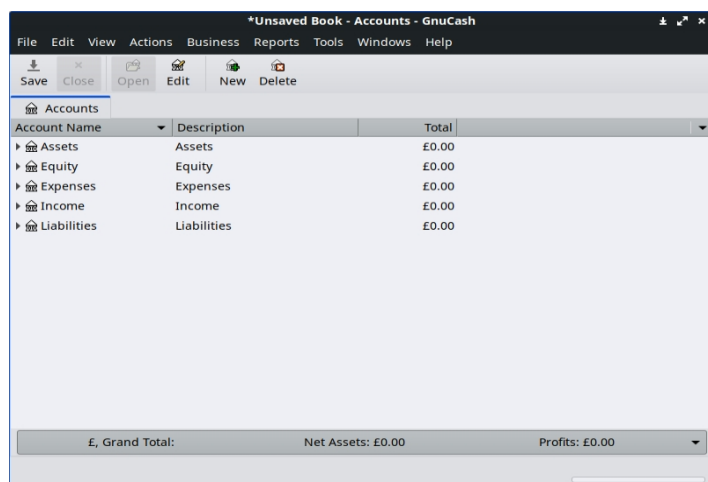 *Unsaved Book - Accounts - GnuCash
File Edit View Actions Business Reports Tools Windows Help
Save Close Open Edit New Delete
Accounts
Account Name Description Total
Assets Assets £0.00
Equity Equity £0.00
Expenses Expenses £0.00
Income Income £0.00
Liabilities Liabilities £0.00
£, Grand Total: Net Assets: £0.00 Profits: £0.00